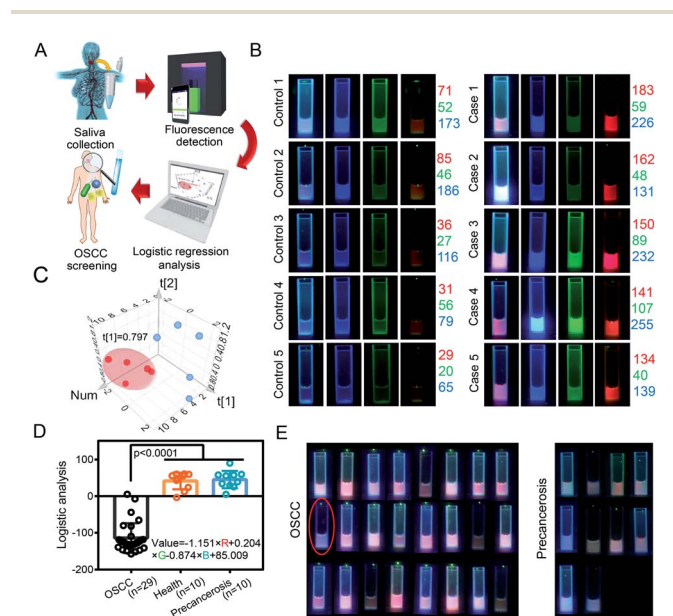 A
Saliva
collection
Fluorescence
detection
OSCC
screening
Logistic regression
analysis
B
Control 1
71
52
173
Case 1
183
59
226
Control 2
85
46
186
Case 2
162
48
131
Control 3
36
27
116
Case 3
150
89
232
Control 4
31
56
79
Case 4
141
107
255
Control 5
29
20
65
Case 5
134
40
139
C
t[2]
t[1]=0.797
Num
t[1]
D
p<0.0001
Logistic analysis
100
0
-100
-200
Value=-1.151×R+0.204
×G-0.874×B+85.009
OSCC
(n=29)
Health
(n=10)
Precancerosis
(n=10)
E
OSCC
Precancerosis